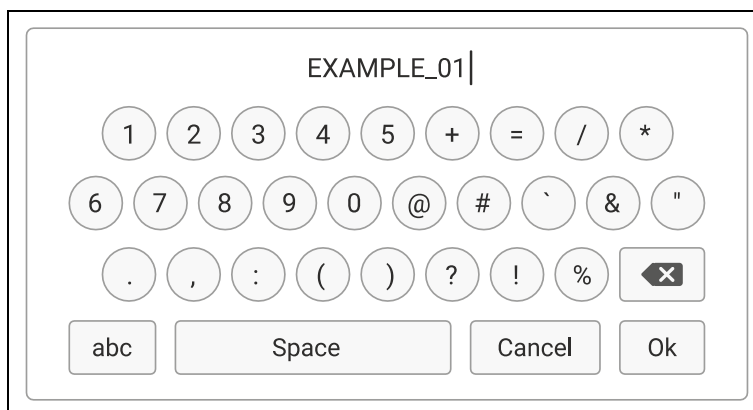 EXAMPLE_01
1 2 3 4 5 + = / *
6 7 8 9 0 @ # ` & "
. , : ( ) ? ! %
abc Space Cancel Ok